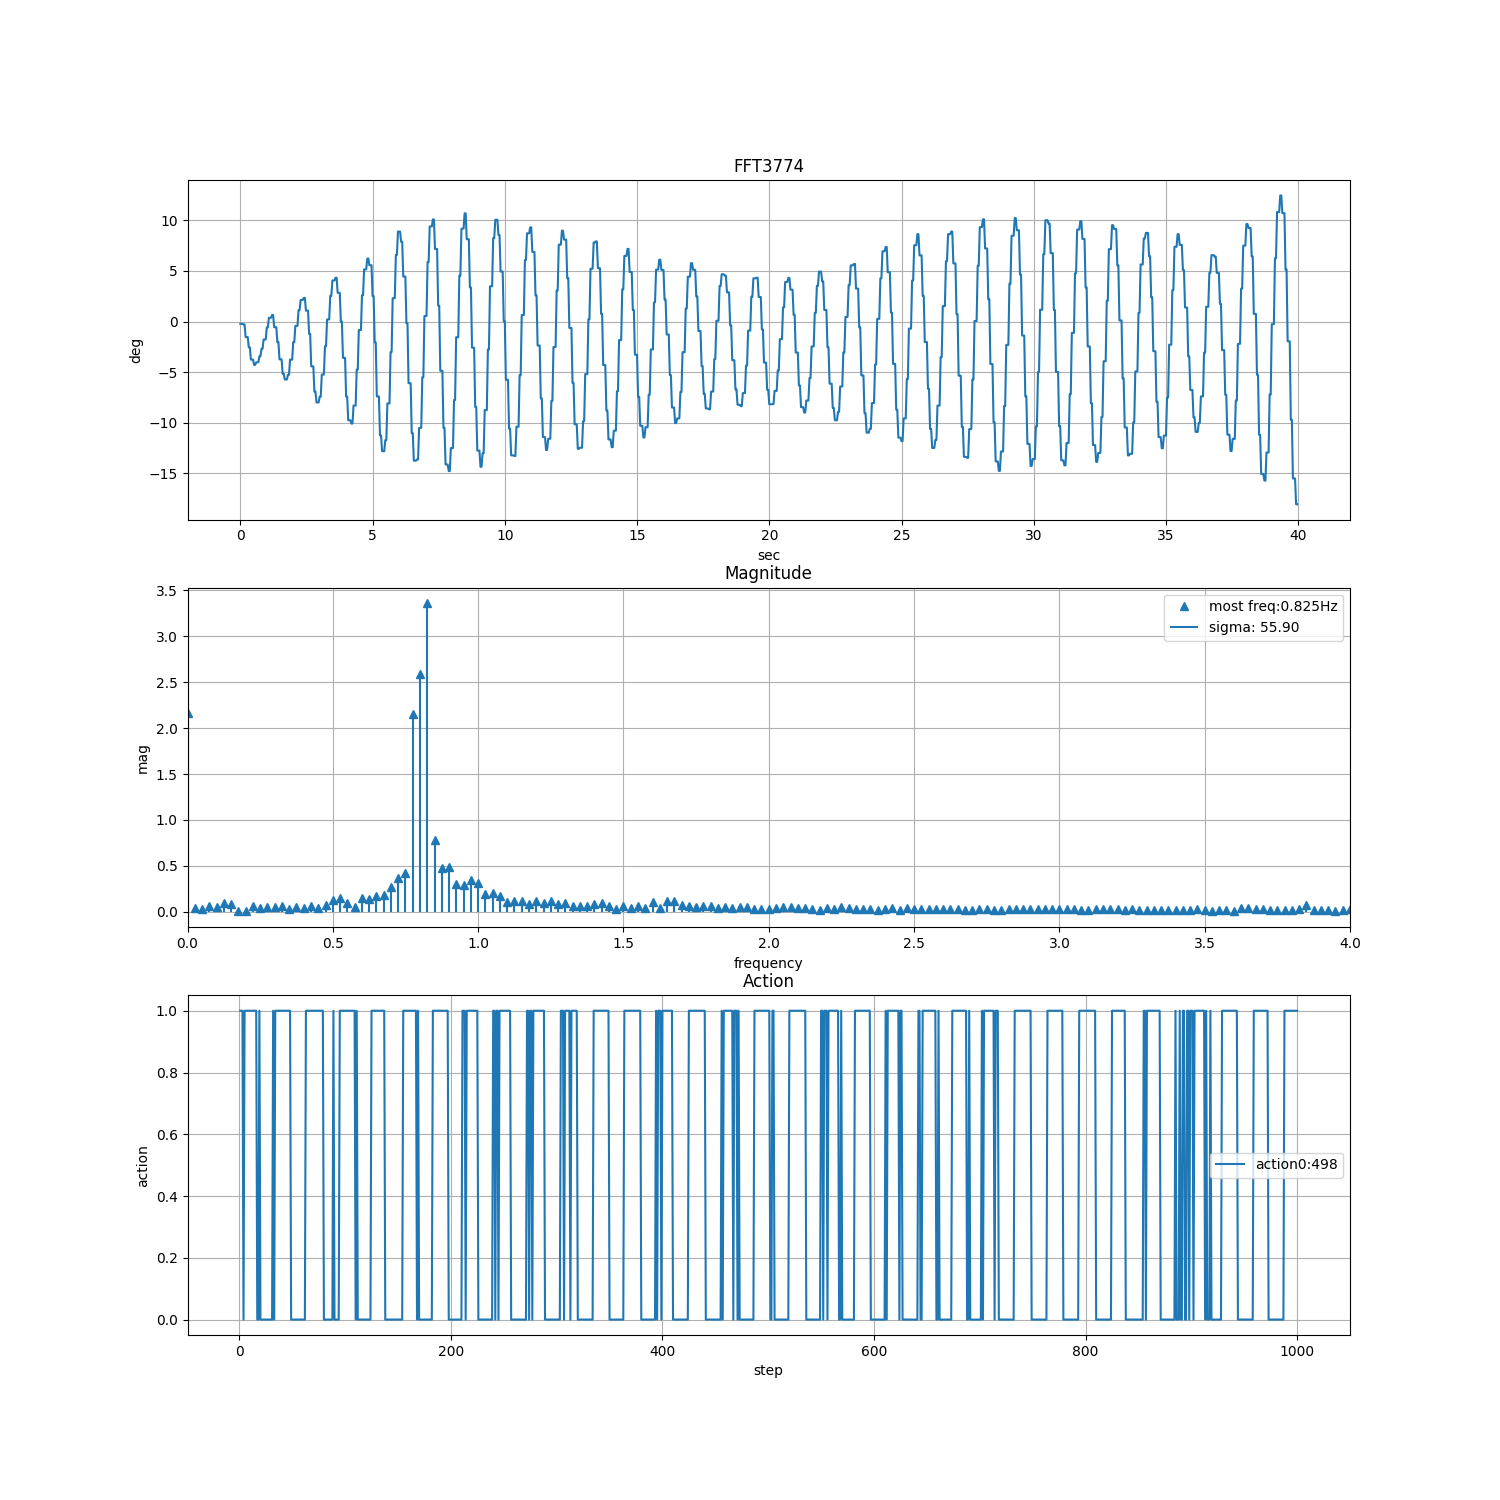 FFT3774
10
5
0
−5
−10
−15
deg
0 5 10 15 20 25 30 35 40
sec
Magnitude
3.5
3.0
2.5
2.0
1.5
1.0
0.5
0.0
mag
most freq:0.825Hz
sigma: 55.90
0.0 0.5 1.0 1.5 2.0 2.5 3.0 3.5 4.0
frequency
Action
1.0
0.8
0.6
0.4
0.2
0.0
action
action0:498
0 200 400 600 800 1000
step